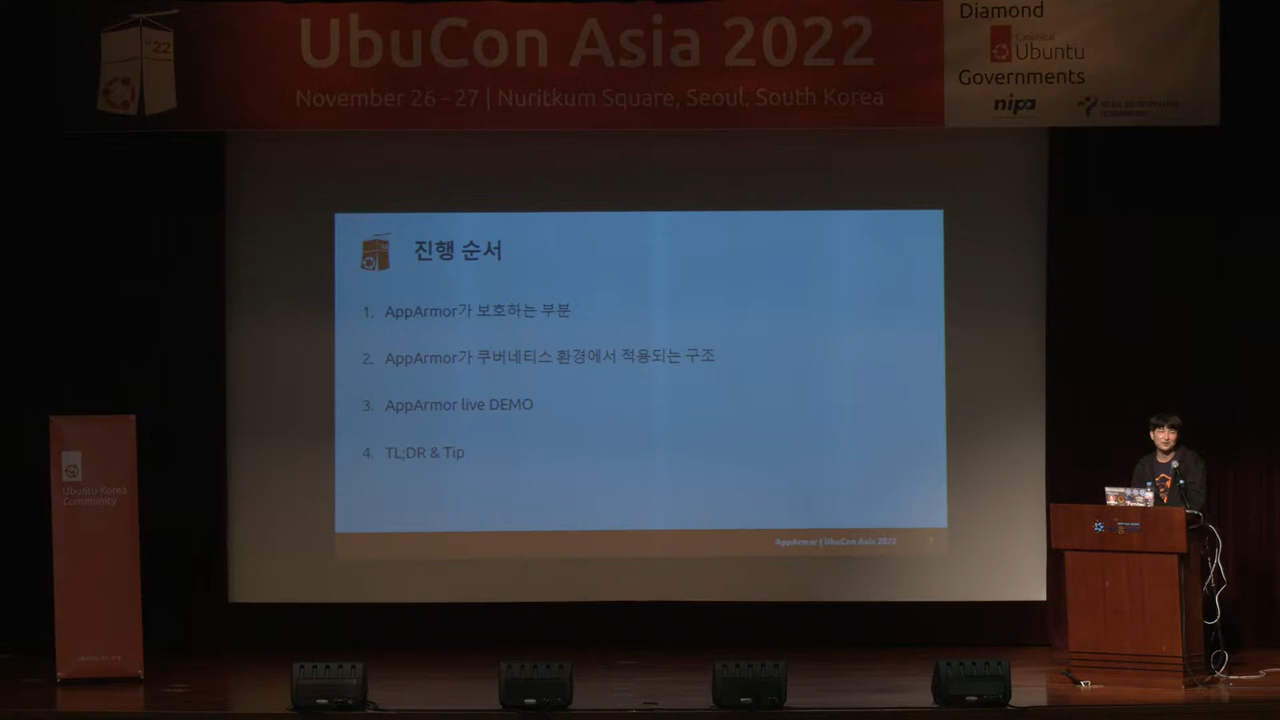 UbuCon Asia 2022
November 26 - 27 | Nuritkum Square, Seoul, South Korea
Diamond
Canonical
Ubuntu
Governments
nipa
22
진행 순서
1. AppArmor가 보호하는 부분
2. AppArmor가 쿠버네티스 환경에서 적용되는 구조
3. AppArmor live DEMO
4. TL;DR & Tip
AppArmor | UbuCon Asia 2022
7
Ubuntu Korea
Community